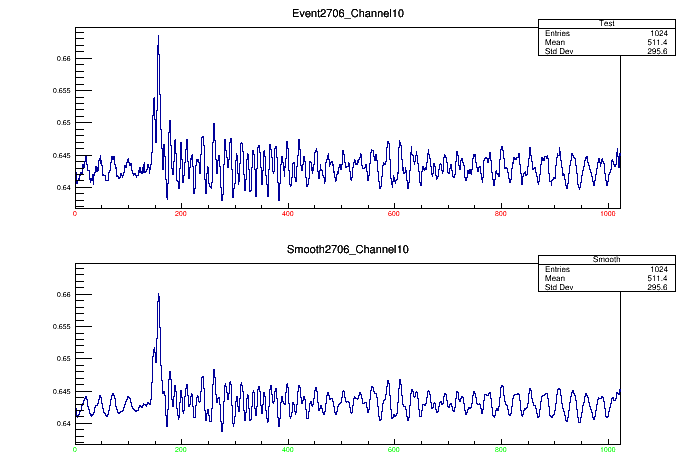 Event2706_Channel10
Test
Entries 1024
Mean 511.4
Std Dev 295.6
0.66
0.655
0.65
0.645
0.64
0 200 400 600 800 1000
Smooth2706_Channel10
Smooth
Entries 1024
Mean 511.4
Std Dev 295.6
0.66
0.655
0.65
0.645
0.64
0 200 400 600 800 1000